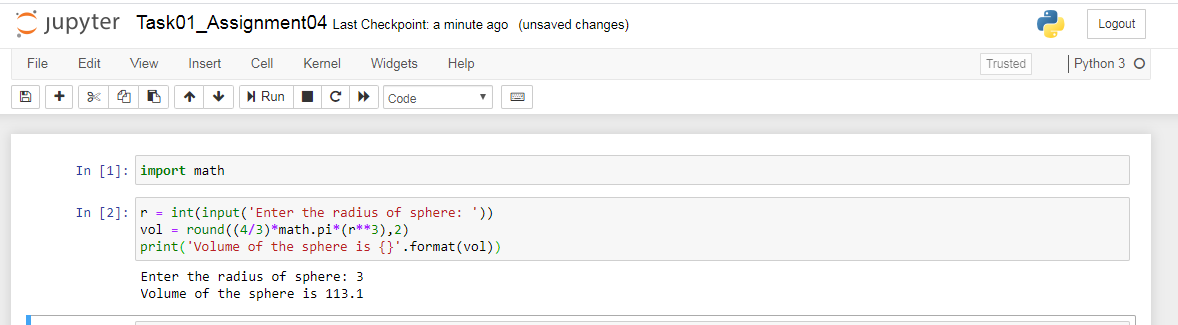 jupyter Task01_Assignment04 Last Checkpoint: a minute ago (unsaved changes)
Logout
File Edit View Insert Cell Kernel Widgets Help
Trusted
Python 3
Run
Code
In [1]: import math
In [2]: r = int(input('Enter the radius of sphere: '))
vol = round((4/3)*math.pi*(r**3),2)
print('Volume of the sphere is {}'.format(vol))
Enter the radius of sphere: 3
Volume of the sphere is 113.1